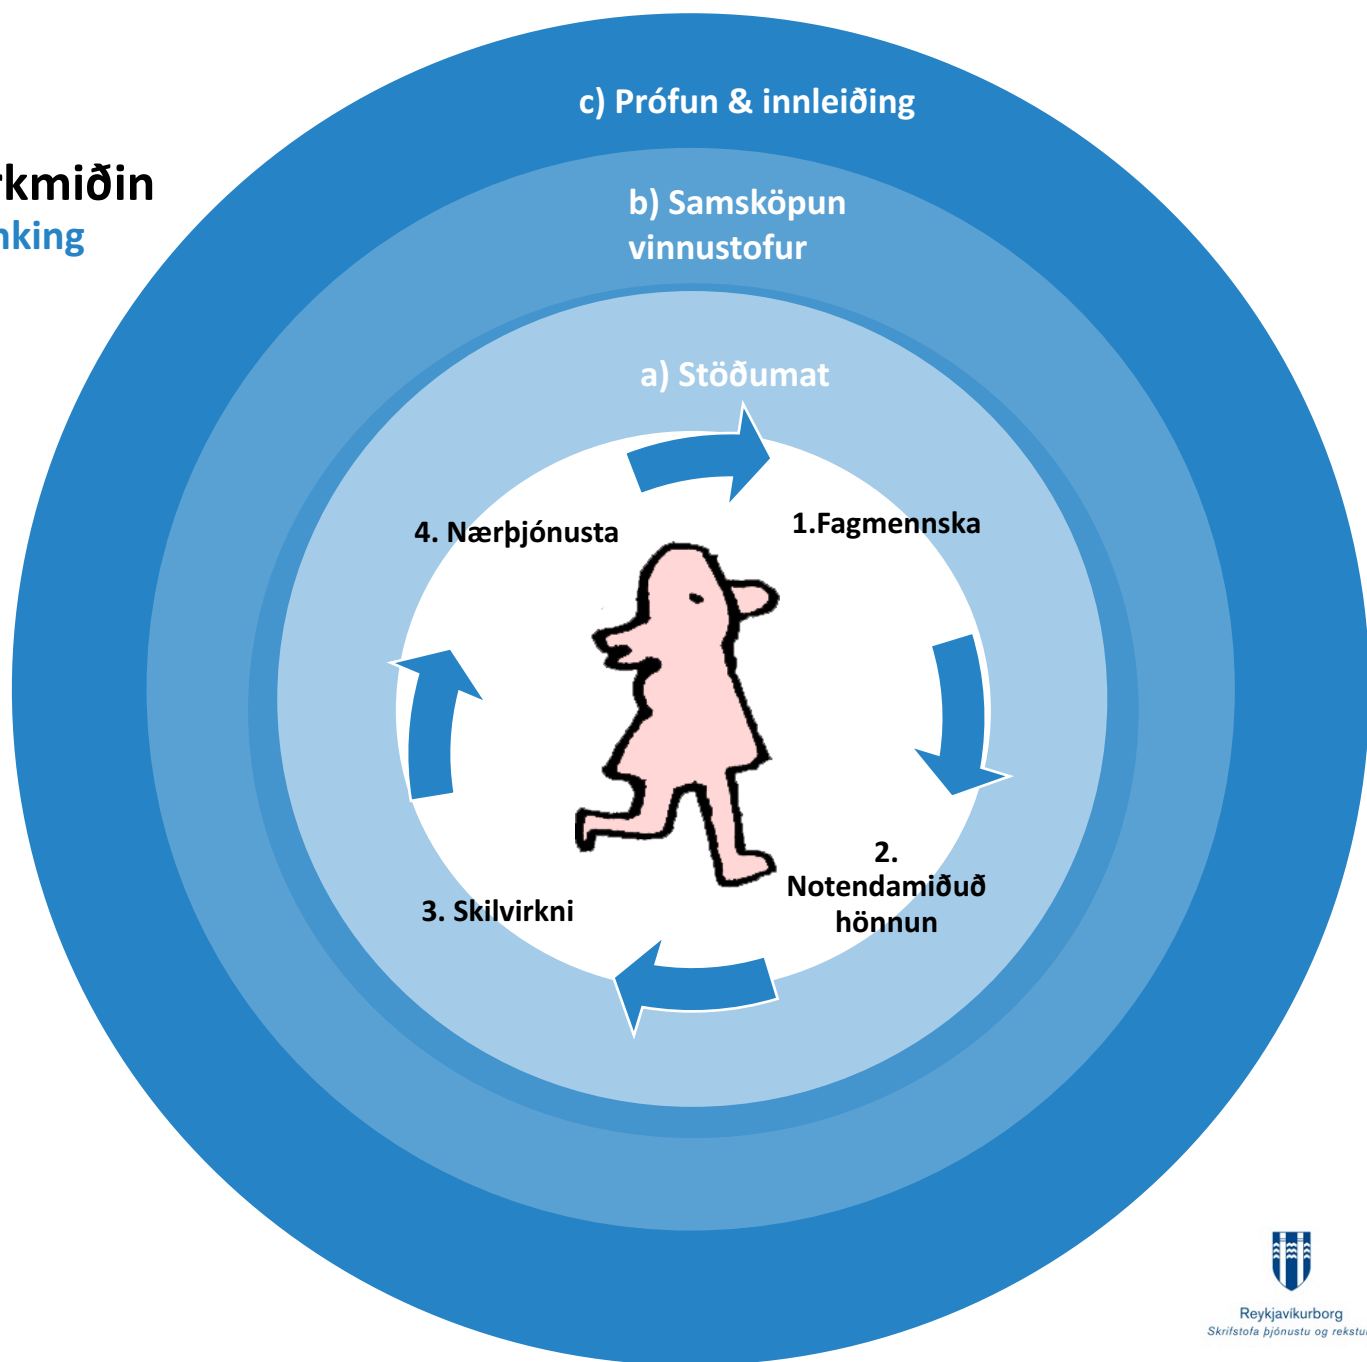 c) Prófun & innleiðing
rkmiðin
nking
b) Samsköpun
vinnustofur
a) Stöðumat
4. Nærþjónusta
1.Fagmennska
2.
Notendamiðuð
hönnun
3. Skilvirkni
Reykjavíkurborg
Skrifstofa þjónustu og rekstur